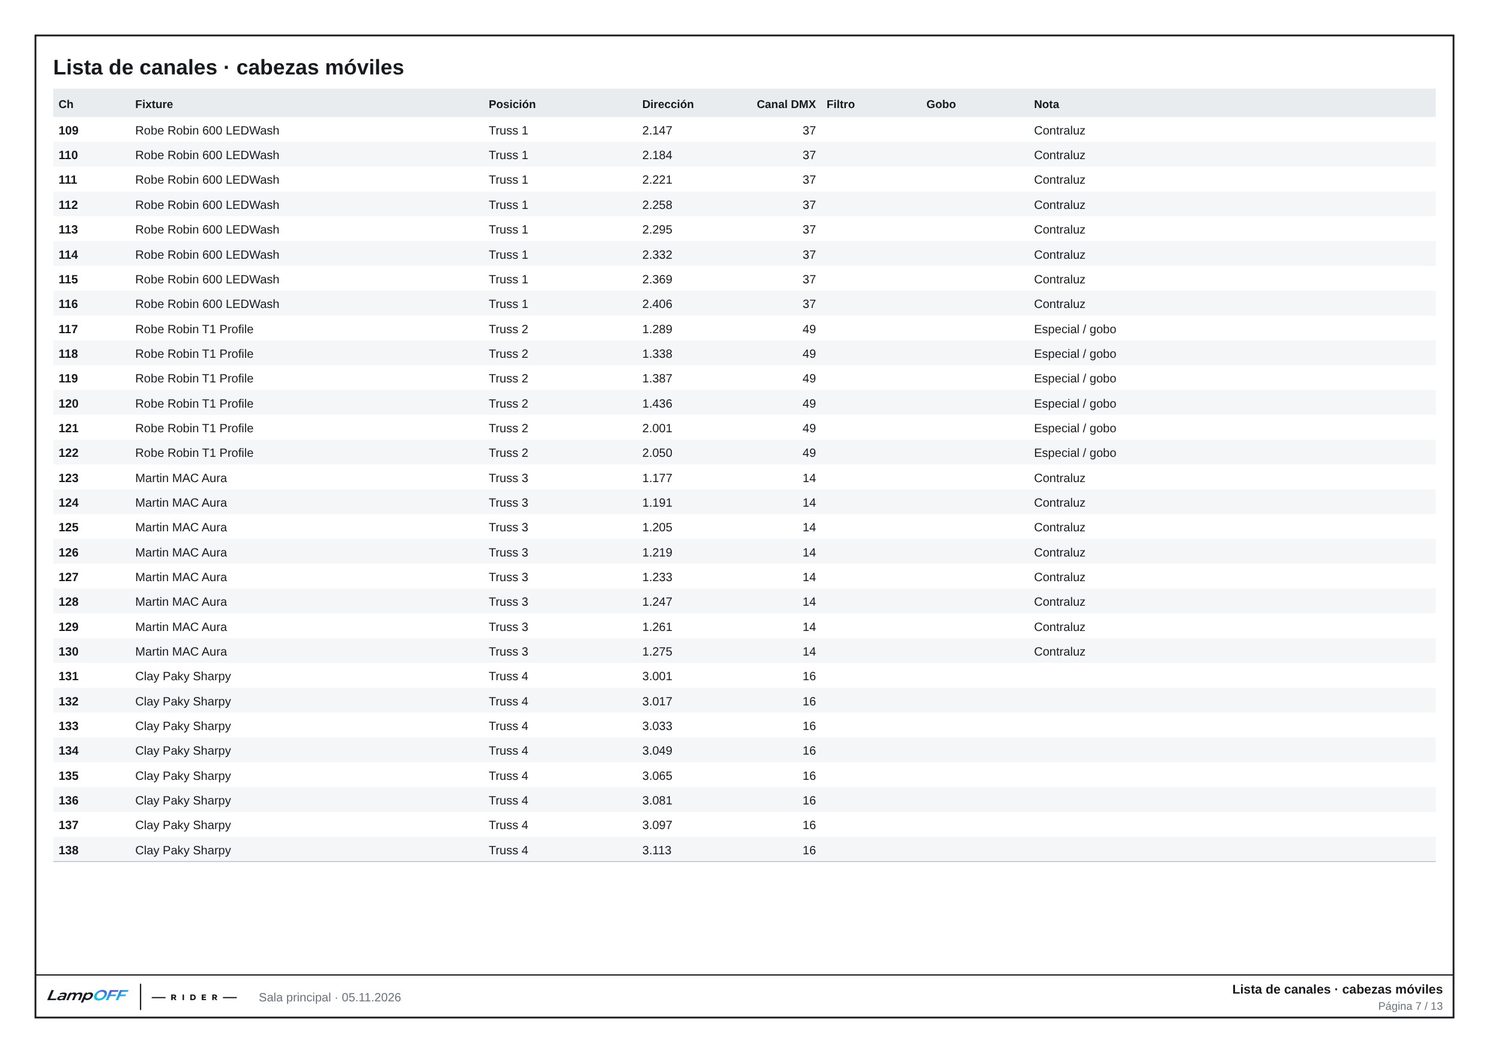 Lista de canales · cabezas móviles
Ch Fixture Posición Dirección Canal DMX Filtro Gobo Nota
109 Robe Robin 600 LEDWash Truss 1 2.147 37 Contraluz
110 Robe Robin 600 LEDWash Truss 1 2.184 37 Contraluz
111 Robe Robin 600 LEDWash Truss 1 2.221 37 Contraluz
112 Robe Robin 600 LEDWash Truss 1 2.258 37 Contraluz
113 Robe Robin 600 LEDWash Truss 1 2.295 37 Contraluz
114 Robe Robin 600 LEDWash Truss 1 2.332 37 Contraluz
115 Robe Robin 600 LEDWash Truss 1 2.369 37 Contraluz
116 Robe Robin 600 LEDWash Truss 1 2.406 37 Contraluz
117 Robe Robin T1 Profile Truss 2 1.289 49 Especial / gobo
118 Robe Robin T1 Profile Truss 2 1.338 49 Especial / gobo
119 Robe Robin T1 Profile Truss 2 1.387 49 Especial / gobo
120 Robe Robin T1 Profile Truss 2 1.436 49 Especial / gobo
121 Robe Robin T1 Profile Truss 2 2.001 49 Especial / gobo
122 Robe Robin T1 Profile Truss 2 2.050 49 Especial / gobo
123 Martin MAC Aura Truss 3 1.177 14 Contraluz
124 Martin MAC Aura Truss 3 1.191 14 Contraluz
125 Martin MAC Aura Truss 3 1.205 14 Contraluz
126 Martin MAC Aura Truss 3 1.219 14 Contraluz
127 Martin MAC Aura Truss 3 1.233 14 Contraluz
128 Martin MAC Aura Truss 3 1.247 14 Contraluz
129 Martin MAC Aura Truss 3 1.261 14 Contraluz
130 Martin MAC Aura Truss 3 1.275 14 Contraluz
131 Clay Paky Sharpy Truss 4 3.001 16
132 Clay Paky Sharpy Truss 4 3.017 16
133 Clay Paky Sharpy Truss 4 3.033 16
134 Clay Paky Sharpy Truss 4 3.049 16
135 Clay Paky Sharpy Truss 4 3.065 16
136 Clay Paky Sharpy Truss 4 3.081 16
137 Clay Paky Sharpy Truss 4 3.097 16
138 Clay Paky Sharpy Truss 4 3.113 16
LampOFF RIDER Sala principal · 05.11.2026
Lista de canales · cabezas móviles
Página 7 / 13